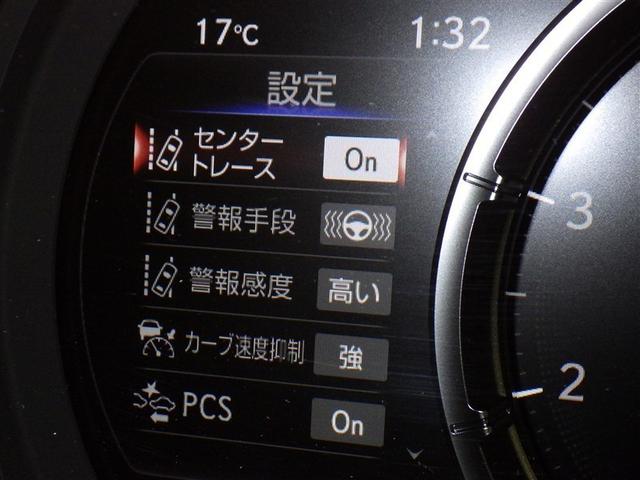 17℃ 1:32
設定
センター
トレース On
警報手段
警報感度 高い
カーブ速度抑制 強
PCS On
3
2